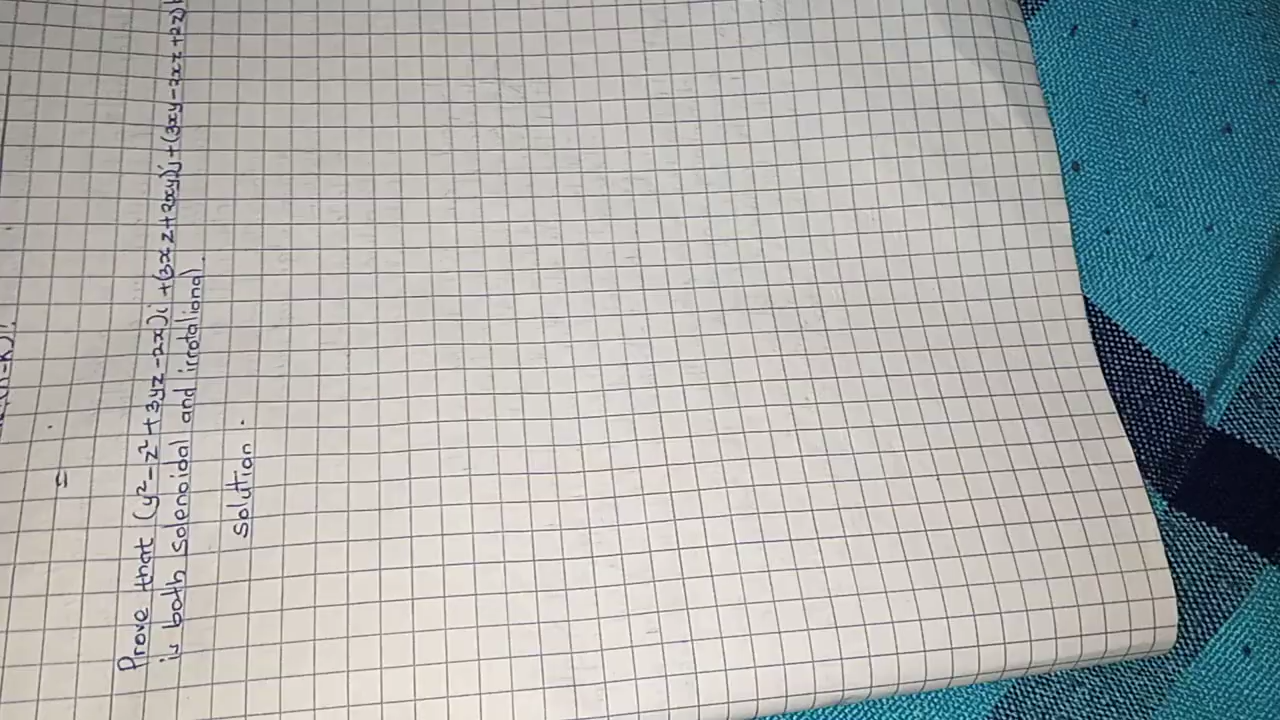 =
Prove that (y²-z²+3yz-2x)i+(3xz+2xy)j+(3xy-2xz+2z)
is both solenoidal and irrotational.
solution.